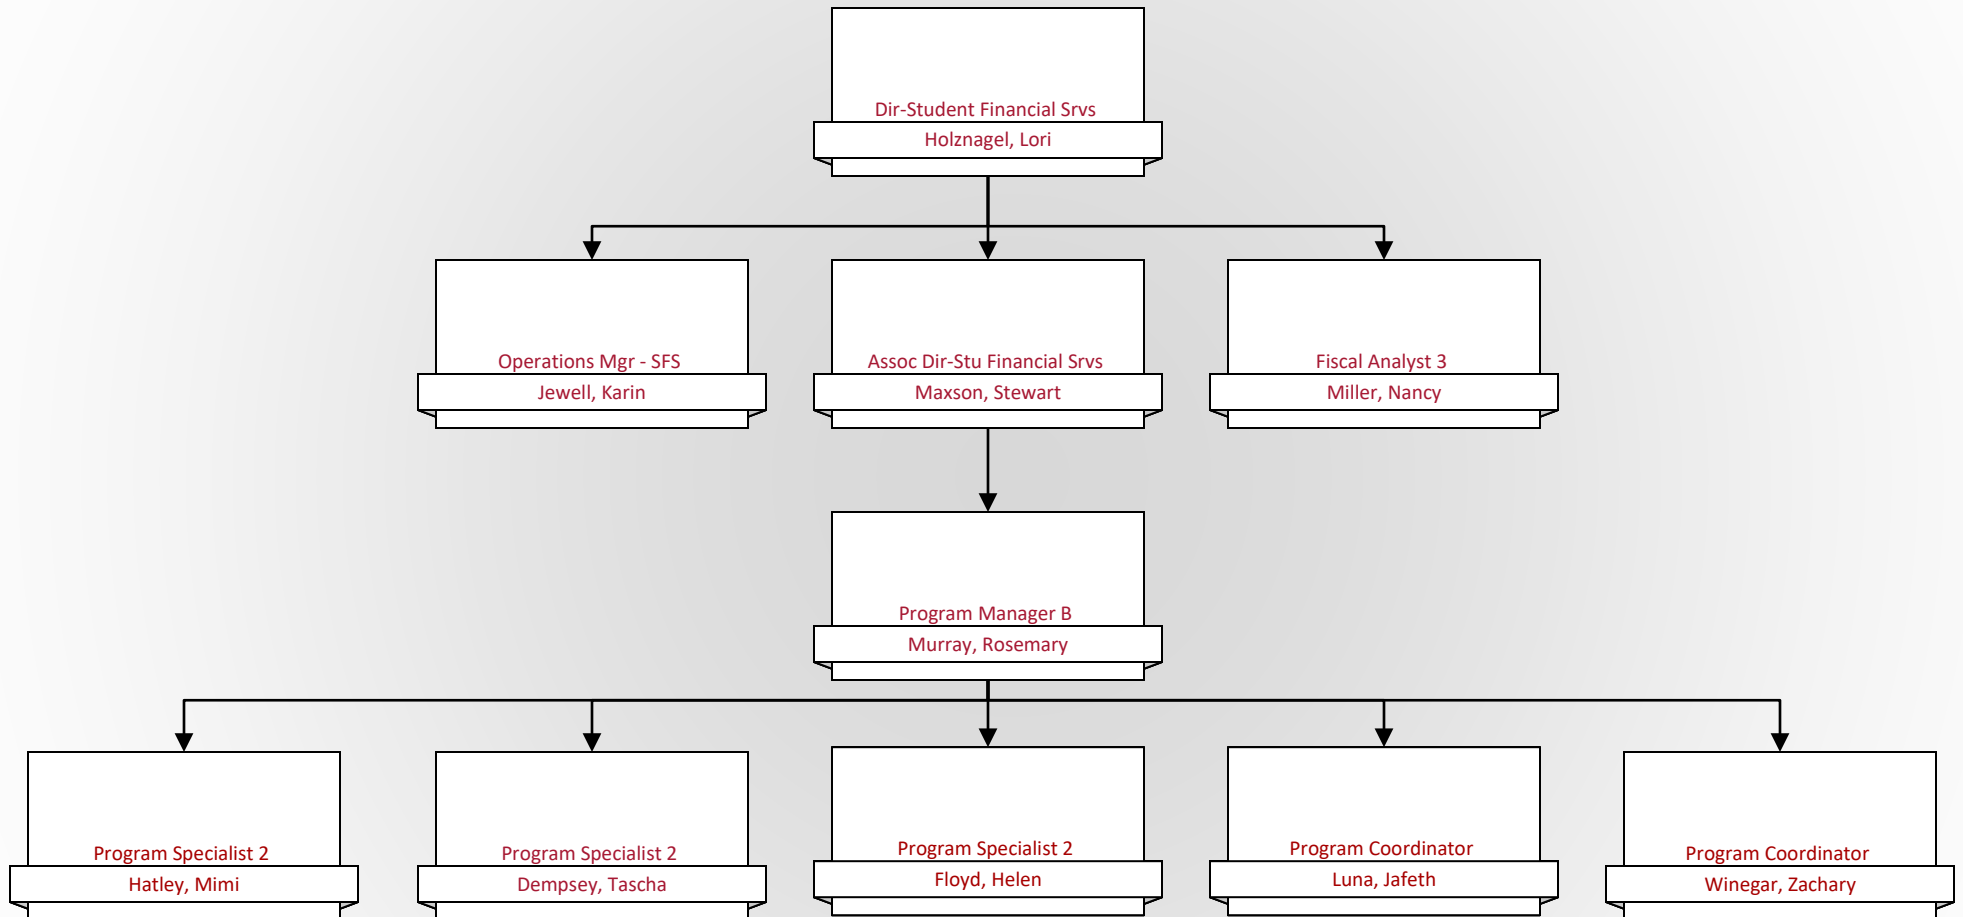 Dir-Student Financial Srvs
Holznagel, Lori
Operations Mgr - SFS
Jewell, Karin
Assoc Dir-Stu Financial Srvs
Maxson, Stewart
Fiscal Analyst 3
Miller, Nancy
Program Manager B
Murray, Rosemary
Program Specialist 2
Hatley, Mimi
Program Specialist 2
Dempsey, Tascha
Program Specialist 2
Floyd, Helen
Program Coordinator
Luna, Jafeth
Program Coordinator
Winegar, Zachary